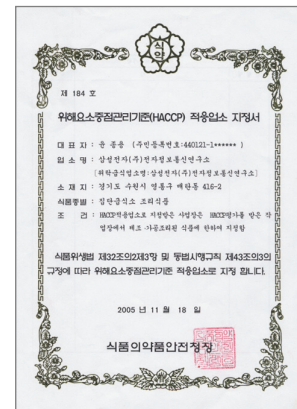 식약
제 184 호
위해요소중점관리기준(HACCP) 적용업소 지정서
대 표 자 : 윤 종 용 (주민등록번호:440121-1******)
업 소 명 : 삼성전자(주)전자정보통신연구소
[위탁급식업소명:삼성전자(주)전자정보통신연구소]
소 재 지 : 경기도 수원시 영통구 매탄동 416-2
식품종별 : 집단급식소 조리식품
조 건 : HACCP적용업소로 지정받은 사업장은 HACCP평가를 받은 작
업장에서 제조·가공조리된 식품에 한하여 지정함
식품위생법 제32조의2제3항 및 동법시행규칙 제43조의3의
규정에 따라 위해요소중점관리기준 적용업소로 지정 합니다.
2005 년 11 월 18 일
식품의약품안전청장